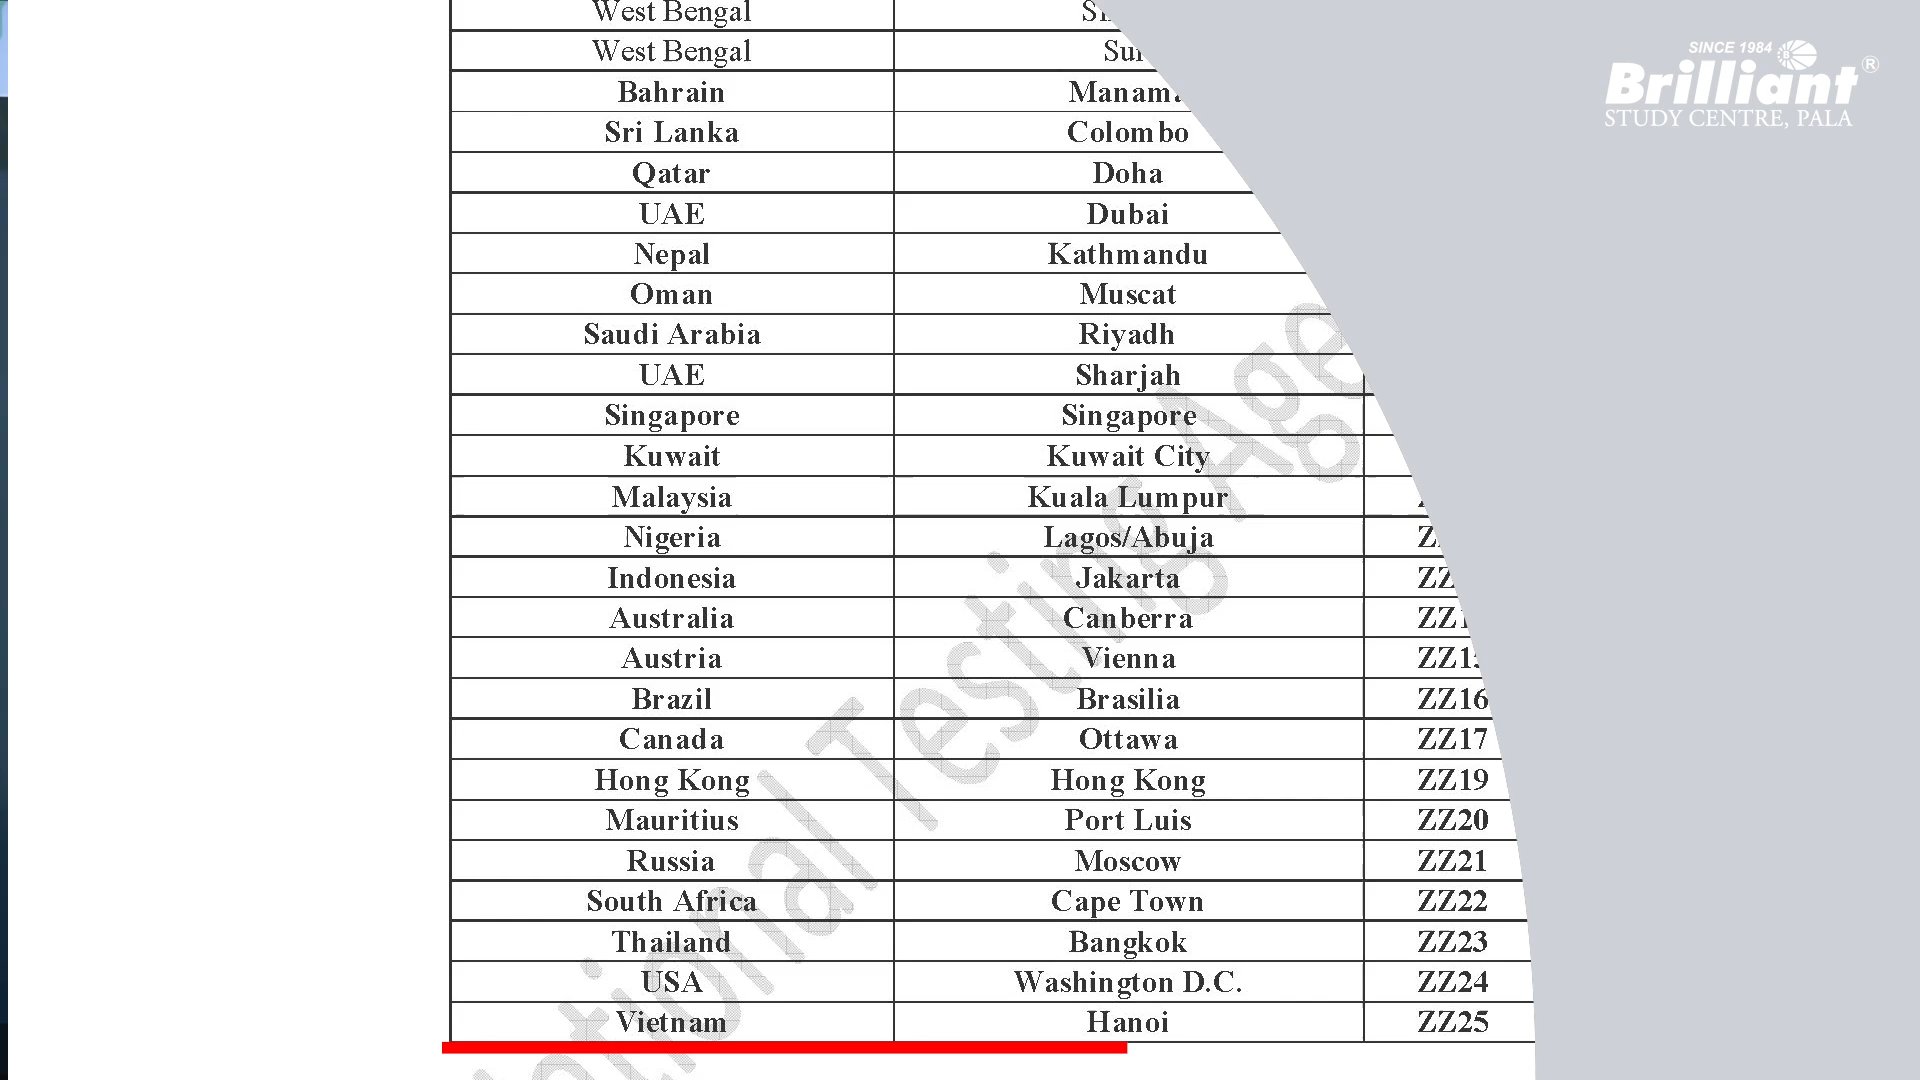 West Bengal
West Bengal
Bahrain
Sri Lanka Colombo
Qatar Doha
UAE Dubai
Nepal Kathmandu
Oman Muscat
Saudi Arabia Riyadh
UAE Sharjah
Singapore Singapore
Kuwait Kuwait City
Malaysia Kuala Lumpur
Nigeria Lagos/Abuja
Indonesia Jakarta
Australia Canberra
Austria Vienna
Brazil Brasilia ZZ16
Canada Ottawa ZZ17
Hong Kong Hong Kong ZZ19
Mauritius Port Luis ZZ20
Russia Moscow ZZ21
South Africa Cape Town ZZ22
Thailand Bangkok ZZ23
USA Washington D.C. ZZ24
Vietnam Hanoi ZZ25
Testing
SINCE 1984
Brilliant®
STUDY CENTRE, PALA